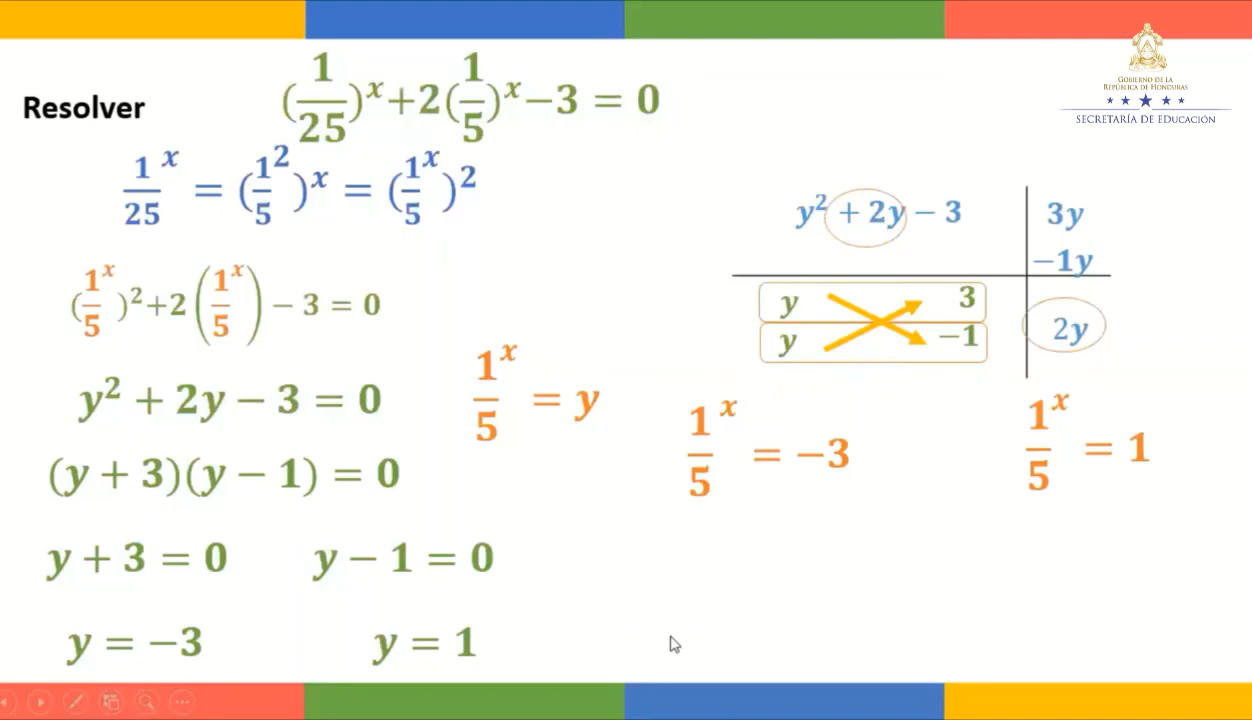 Resolver (1/25)^x+2(1/5)^x−3 = 0
GOBIERNO DE LA
REPÚBLICA DE HONDURAS
SECRETARÍA DE EDUCACIÓN
1/25^x = (1/5^2)^x = (1/5^x)^2
(1/5^x)^2+2(1/5^x) − 3 = 0
y² + 2y − 3 = 0
(y + 3)(y − 1) = 0
y + 3 = 0 y − 1 = 0
y = −3 y = 1
1/5^x = y
y² + 2y − 3 3y
−1y
y 3
y −1 2y
1/5^x = −3 1/5^x = 1